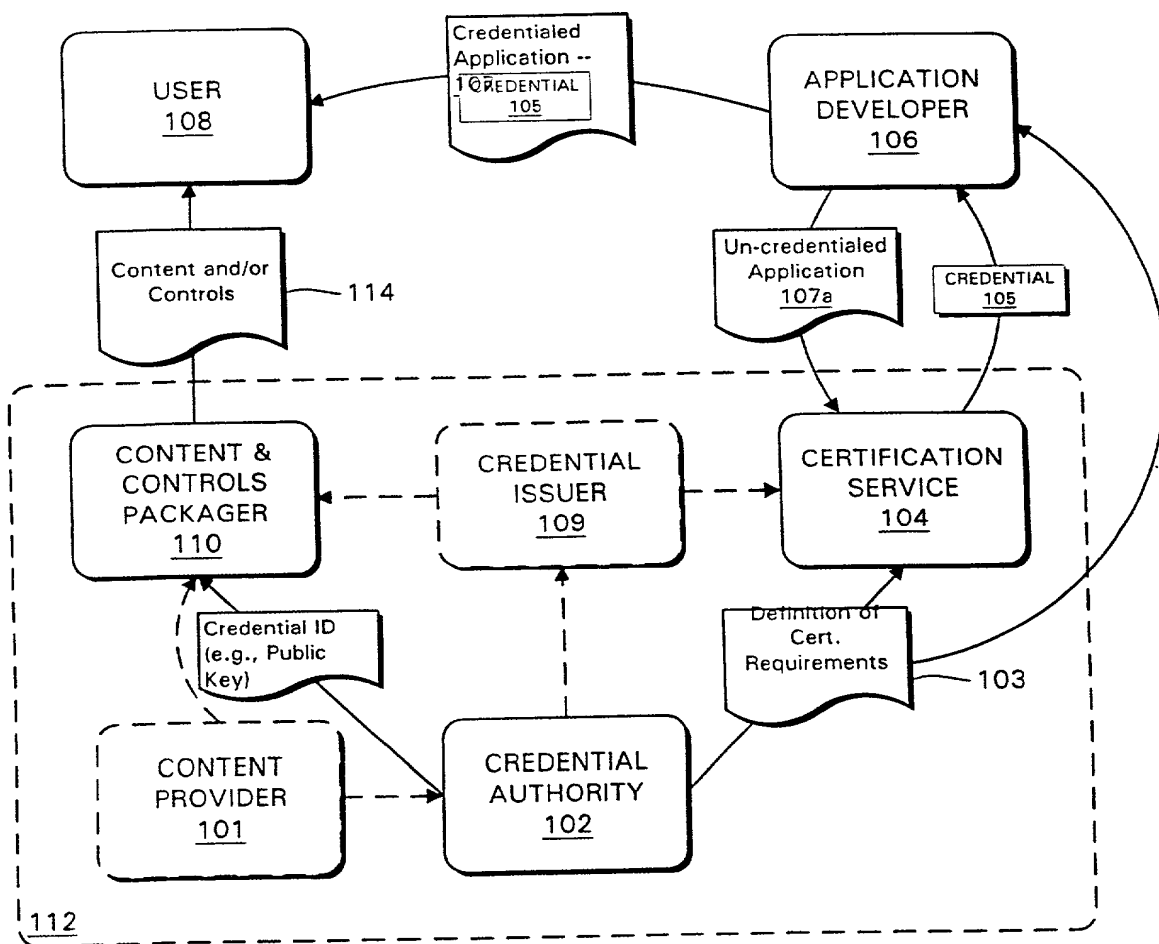 USER
108
Credentialed
Application --
CREDENTIAL
105
APPLICATION
DEVELOPER
106
Content and/or
Controls
114
Un-credentialed
Application
107a
CREDENTIAL
105
CONTENT &
CONTROLS
PACKAGER
110
CREDENTIAL
ISSUER
109
CERTIFICATION
SERVICE
104
Credential ID
(e.g., Public
Key)
Definition of
Cert.
Requirements
103
CONTENT
PROVIDER
101
CREDENTIAL
AUTHORITY
102
112